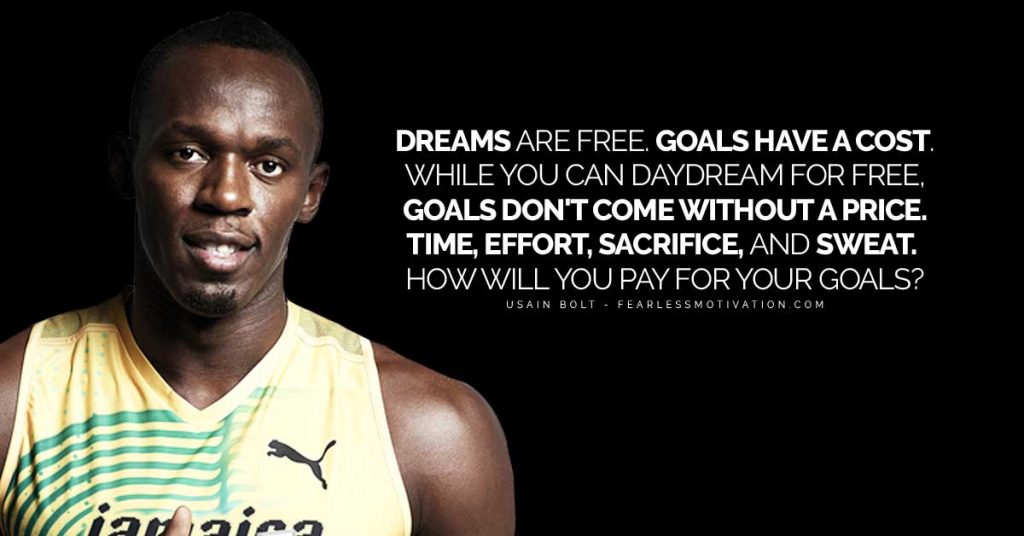 DREAMS ARE FREE. GOALS HAVE A COST.
WHILE YOU CAN DAYDREAM FOR FREE,
GOALS DON'T COME WITHOUT A PRICE.
TIME, EFFORT, SACRIFICE, AND SWEAT.
HOW WILL YOU PAY FOR YOUR GOALS?
USAIN BOLT - FEARLESSMOTIVATION.COM
jamaica